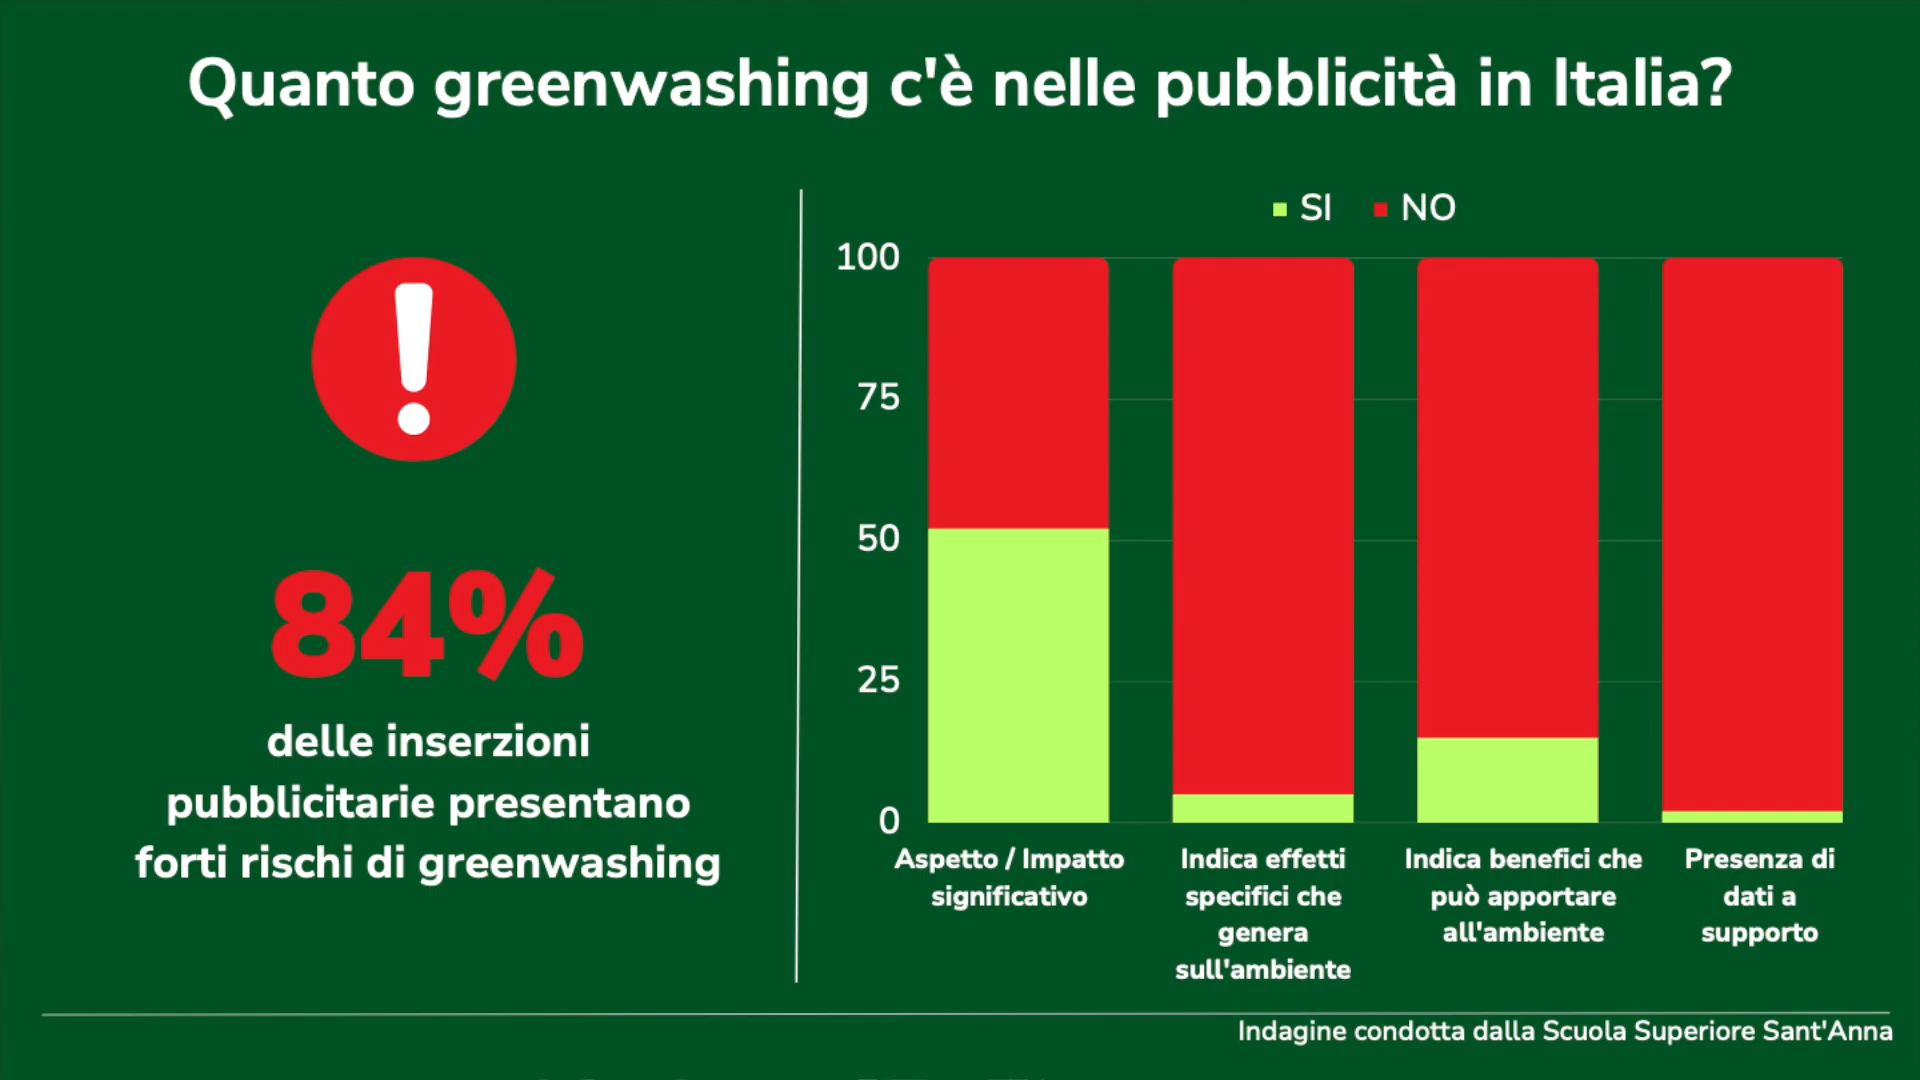 Quanto greenwashing c'è nelle pubblicità in Italia?
84%
delle inserzioni
pubblicitarie presentano
forti rischi di greenwashing
SI NO
100
75
50
25
0
Aspetto / Impatto
significativo
Indica effetti
specifici che
genera
sull'ambiente
Indica benefici che
può apportare
all'ambiente
Presenza di
dati a
supporto
Indagine condotta dalla Scuola Superiore Sant'Anna